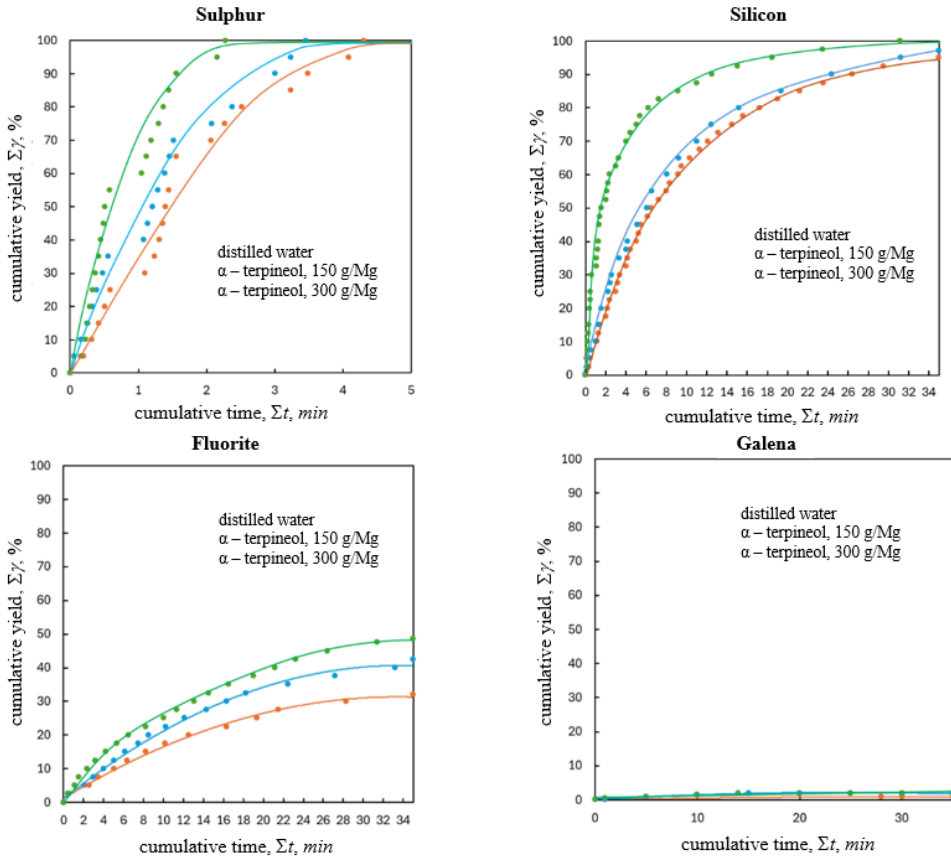 Sulphur
cumulative yield, Σγ, %
100
90
80
70
60
50
40
30
20
10
0
distilled water
α – terpineol, 150 g/Mg
α – terpineol, 300 g/Mg
0 1 2 3 4 5
cumulative time, Σt, min
Silicon
cumulative yield, Σγ, %
100
90
80
70
60
50
40
30
20
10
0
distilled water
α – terpineol, 150 g/Mg
α – terpineol, 300 g/Mg
0 2 4 6 8 10 12 14 16 18 20 22 24 26 28 30 32 34
cumulative time, Σt, min
Fluorite
cumulative yield, Σγ, %
100
90
80
70
60
50
40
30
20
10
0
distilled water
α – terpineol, 150 g/Mg
α – terpineol, 300 g/Mg
0 2 4 6 8 10 12 14 16 18 20 22 24 26 28 30 32 34
cumulative time, Σt, min
Galena
cumulative yield, Σγ, %
100
90
80
70
60
50
40
30
20
10
0
distilled water
α – terpineol, 150 g/Mg
α – terpineol, 300 g/Mg
0 10 20 30
cumulative time, Σt, min